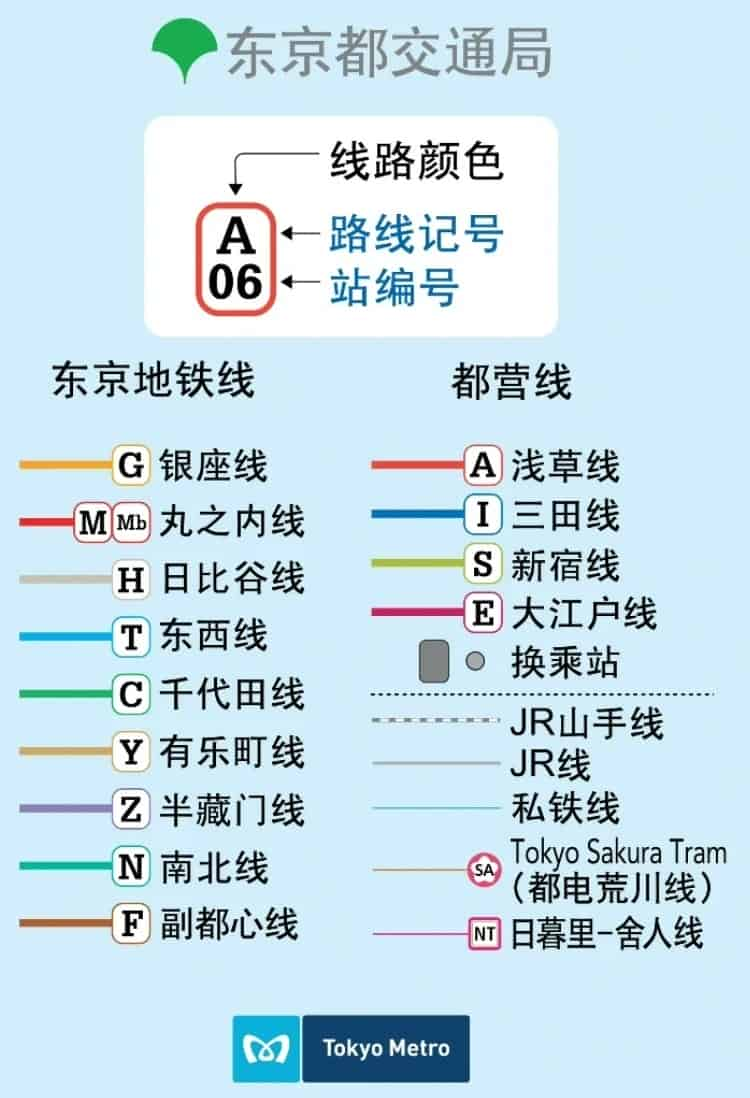 东京都交通局
线路颜色
A 路线记号
06 站编号
东京地铁线
G 银座线
M Mb 丸之内线
H 日比谷线
T 东西线
C 千代田线
Y 有乐町线
Z 半藏门线
N 南北线
F 副都心线
都营线
A 浅草线
I 三田线
S 新宿线
E 大江户线
换乘站
JR山手线
JR线
私铁线
SA Tokyo Sakura Tram
（都电荒川线）
NT 日暮里-舍人线
Tokyo Metro